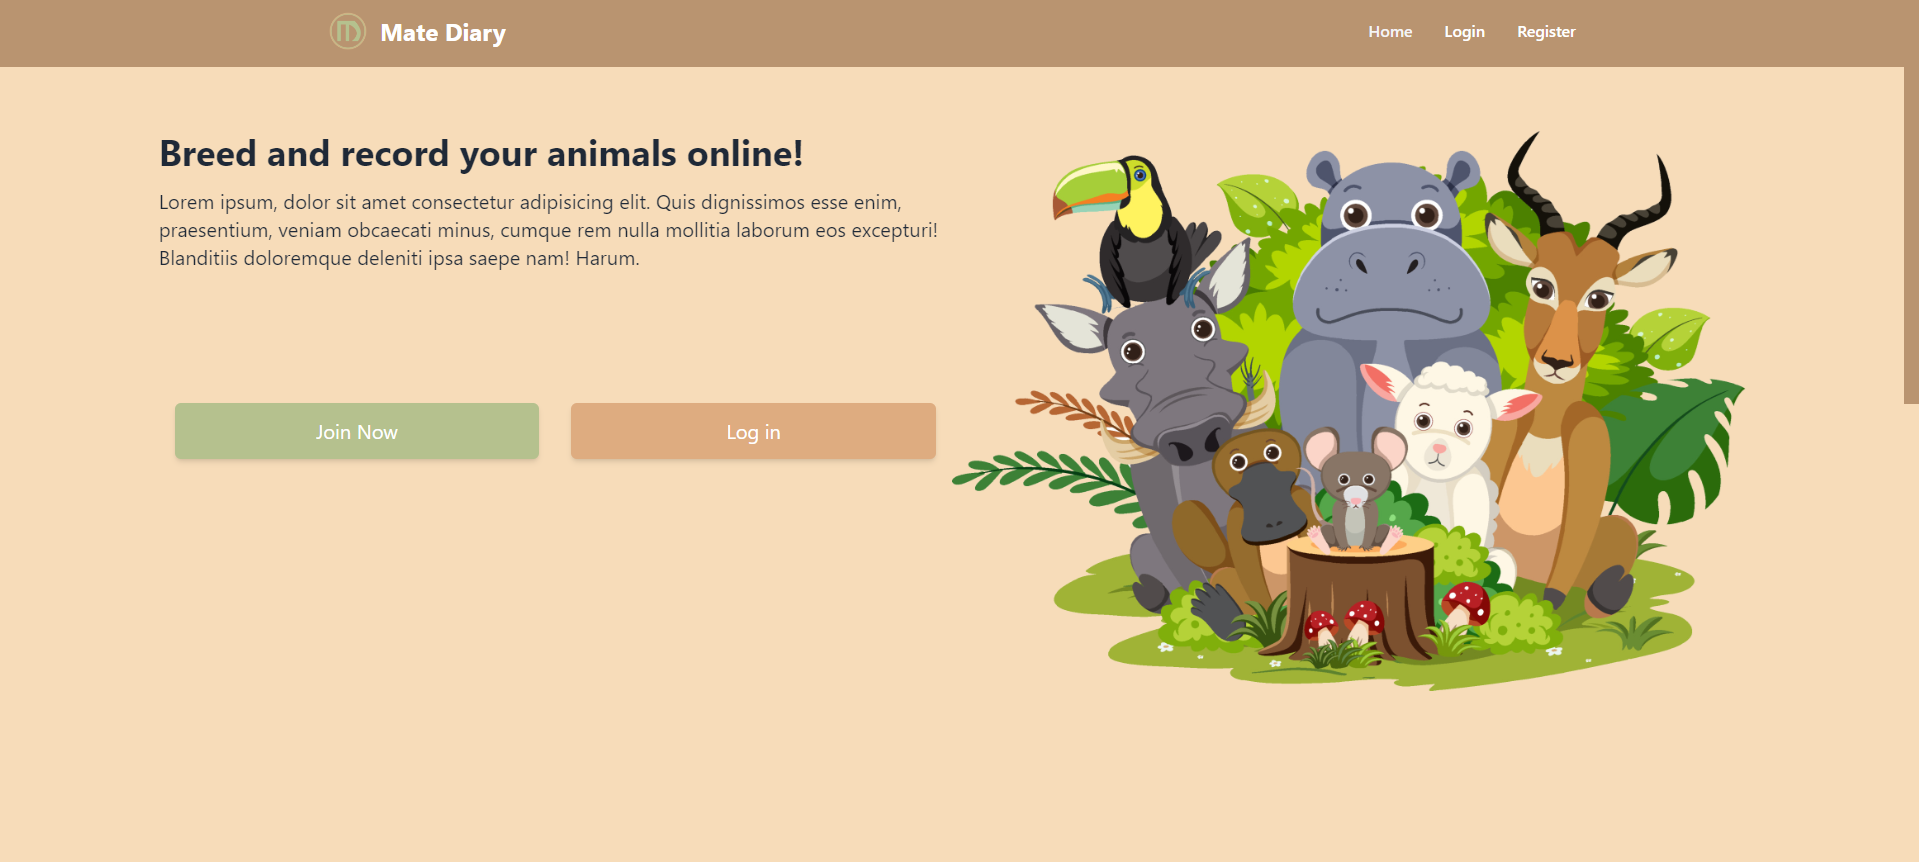 MD
Mate Diary
Home
Login
Register
Breed and record your animals online!
Lorem ipsum, dolor sit amet consectetur adipisicing elit. Quis dignissimos esse enim,
praesentium, veniam obcaecati minus, cumque rem nulla mollitia laborum eos excepturi!
Blanditiis doloremque deleniti ipsa saepe nam! Harum.
Join Now
Log in